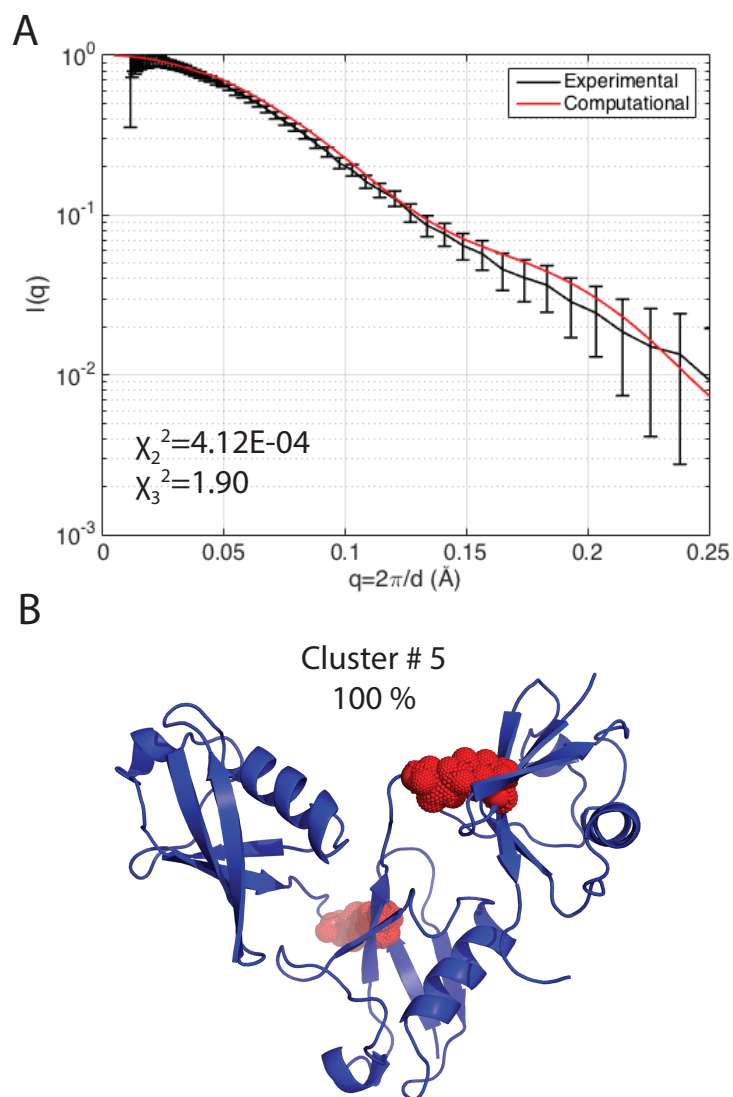 A
10⁰
10⁻¹
10⁻²
10⁻³
I(q)
Experimental
Computational
χ₂²=4.12E-04
χ₃²=1.90
0 0.05 0.1 0.15 0.2 0.25
q=2π/d (Å)
B
Cluster # 5
100 %